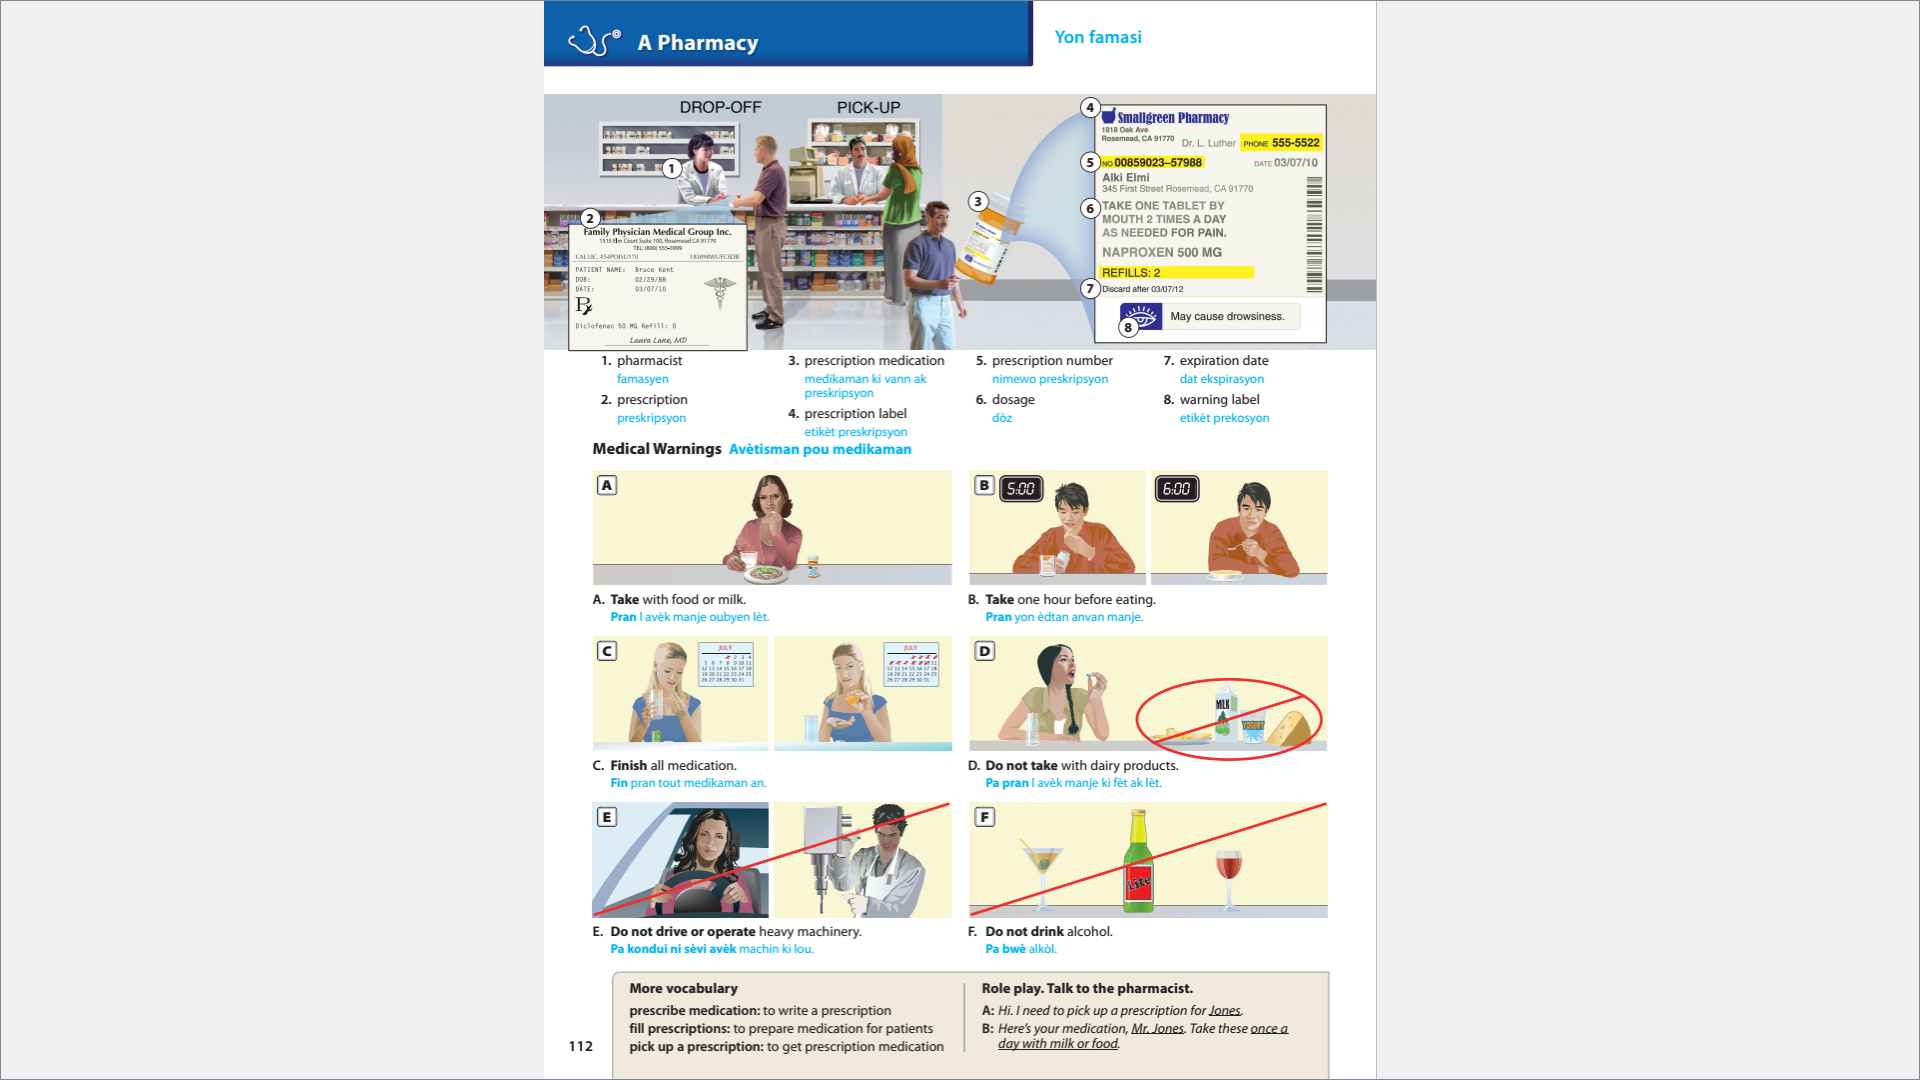 A Pharmacy
Yon famasi
DROP-OFF
PICK-UP
1
2
Family Physician Medical Group Inc.
1515 Elm Court Suite 100, Rosemead CA 91770
TEL: (800) 555-3999
CAL LIC. #54POISU170
PATIENT NAME: Bruce Kent
DOB: 02/29/88
DATE: 03/07/10
Rx
Diclofenac 50 MG Refill: 0
Laura Lane, MD
3
4
Smallgreen Pharmacy
1818 Oak Ave
Rosemead, CA 91770
Dr. L. Luther PHONE 555-5522
5
NO 00859023–57988 DATE 03/07/10
Alki Elmi
345 First Street Rosemead, CA 91770
6
TAKE ONE TABLET BY
MOUTH 2 TIMES A DAY
AS NEEDED FOR PAIN.
NAPROXEN 500 MG
REFILLS: 2
7
Discard after 03/07/12
8
May cause drowsiness.
1. pharmacist
famasyen
2. prescription
preskripsyon
3. prescription medication
medikaman ki vann ak
preskripsyon
4. prescription label
etikèt preskripsyon
5. prescription number
nimewo preskripsyon
6. dosage
dòz
7. expiration date
dat ekspirasyon
8. warning label
etikèt prekosyon
Medical Warnings Avètisman pou medikaman
A
B
5:00
6:00
A. Take with food or milk.
Pran l avèk manje oubyen lèt.
B. Take one hour before eating.
Pran yon èdtan anvan manje.
C
JULY
JULY
D
MILK
YOGURT
C. Finish all medication.
Fin pran tout medikaman an.
D. Do not take with dairy products.
Pa pran l avèk manje ki fèt ak lèt.
E
F
Lite
E. Do not drive or operate heavy machinery.
Pa kondui ni sèvi avèk machin ki lou.
F. Do not drink alcohol.
Pa bwè alkòl.
More vocabulary
prescribe medication: to write a prescription
fill prescriptions: to prepare medication for patients
pick up a prescription: to get prescription medication
Role play. Talk to the pharmacist.
A: Hi. I need to pick up a prescription for Jones.
B: Here's your medication, Mr. Jones. Take these once a
day with milk or food.
112